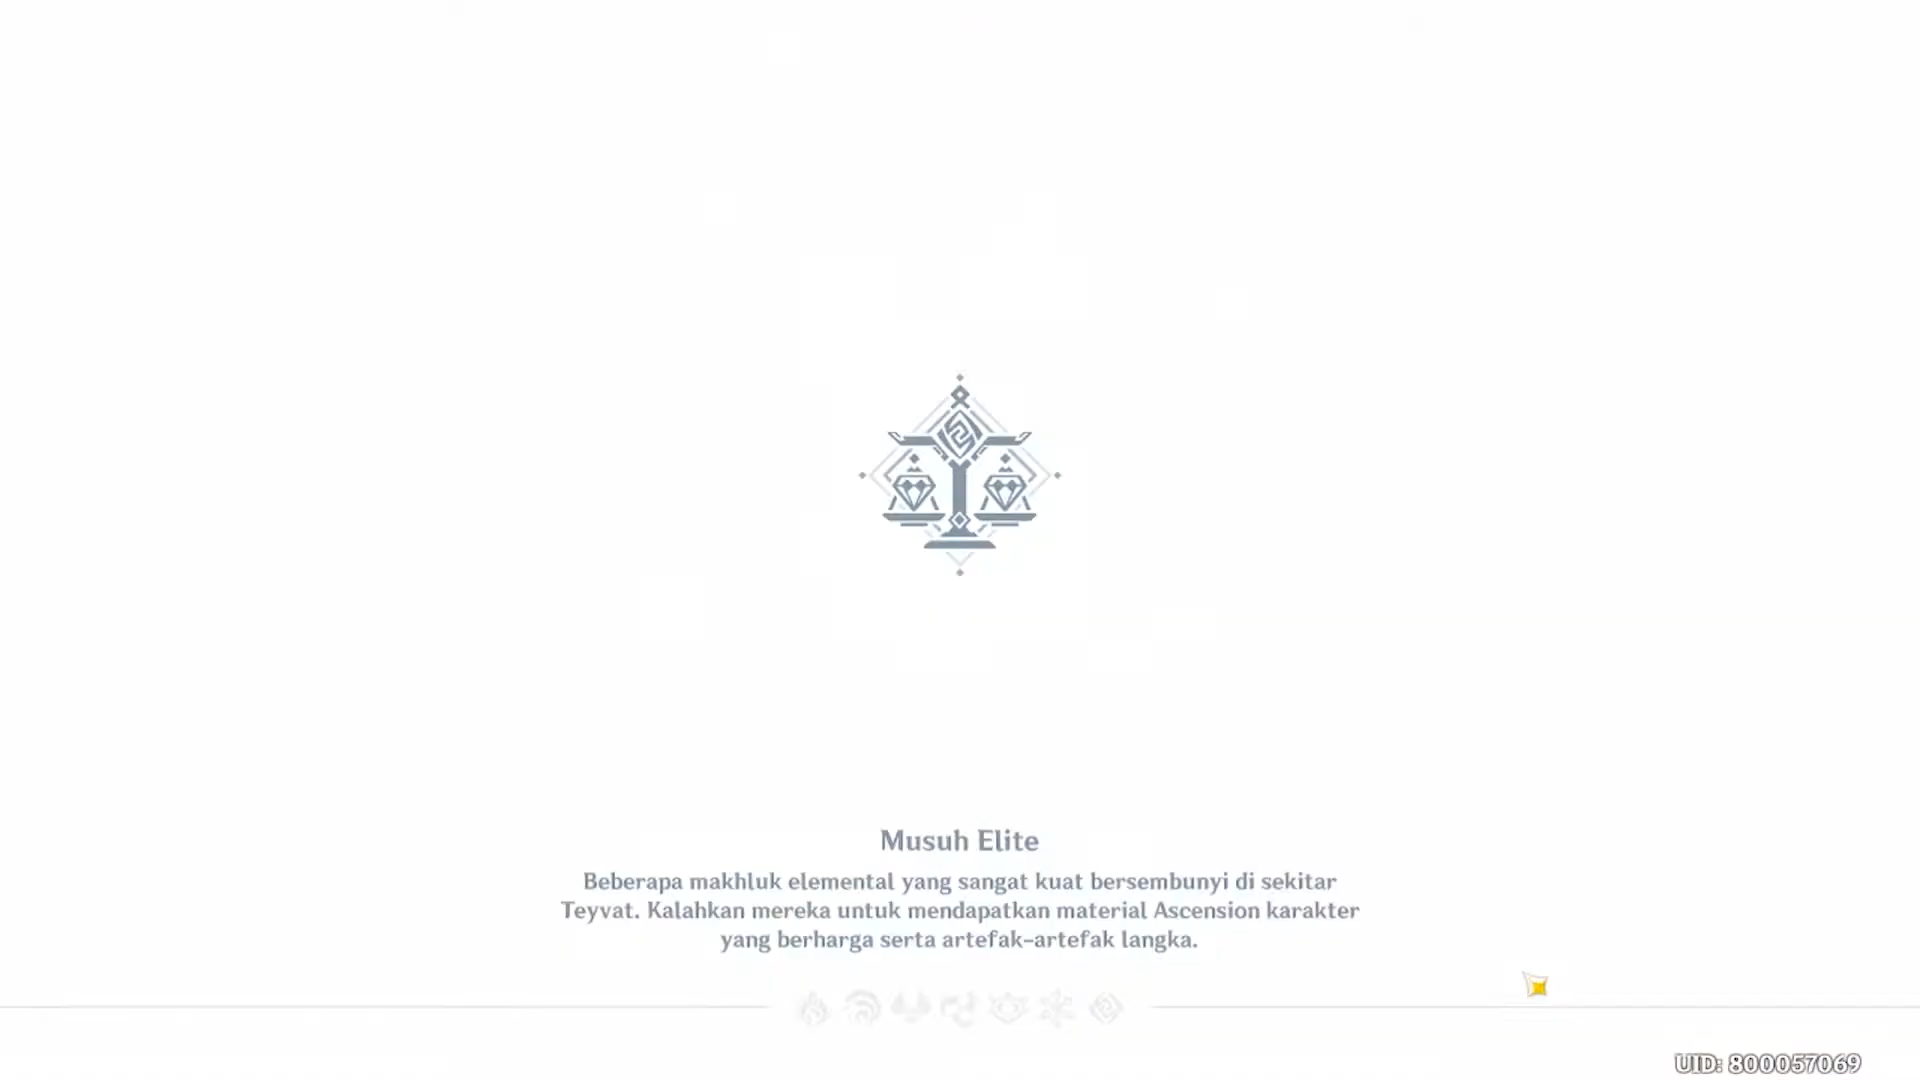 Musuh Elite
Beberapa makhluk elemental yang sangat kuat bersembunyi di sekitar
Teyvat. Kalahkan mereka untuk mendapatkan material Ascension karakter
yang berharga serta artefak-artefak langka.
UID: 800057069